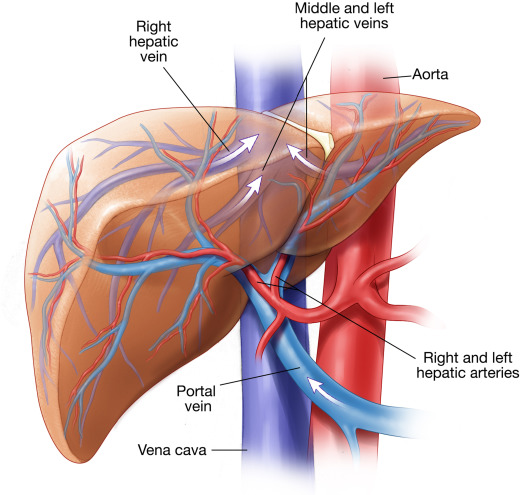 Middle and left
hepatic veins
Right
hepatic
vein
Aorta
Right and left
hepatic arteries
Portal
vein
Vena cava